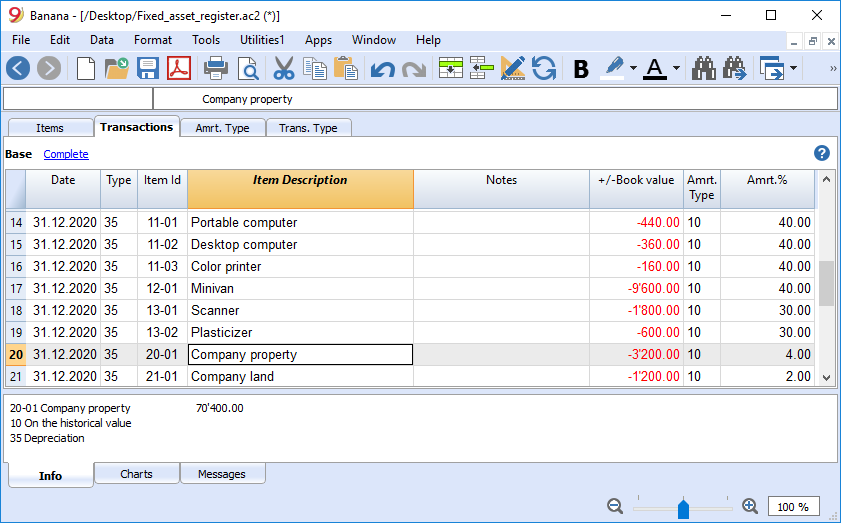 Banana - [/Desktop/Fixed_asset_register.ac2 (*)]
File Edit Data Format Tools Utilities1 Apps Window Help
B A »
Company property
Items Transactions Amrt. Type Trans. Type
Base Complete ?
Date Type Item Id Item Description Notes +/-Book value Amrt. Type Amrt.%
14 31.12.2020 35 11-01 Portable computer -440.00 10 40.00
15 31.12.2020 35 11-02 Desktop computer -360.00 10 40.00
16 31.12.2020 35 11-03 Color printer -160.00 10 40.00
17 31.12.2020 35 12-01 Minivan -9'600.00 10 40.00
18 31.12.2020 35 13-01 Scanner -1'800.00 10 30.00
19 31.12.2020 35 13-02 Plasticizer -600.00 10 30.00
20 31.12.2020 35 20-01 Company property -3'200.00 10 4.00
21 31.12.2020 35 21-01 Company land -1'200.00 10 2.00
20-01 Company property 70'400.00
10 On the historical value
35 Depreciation
Info Charts Messages
100 %